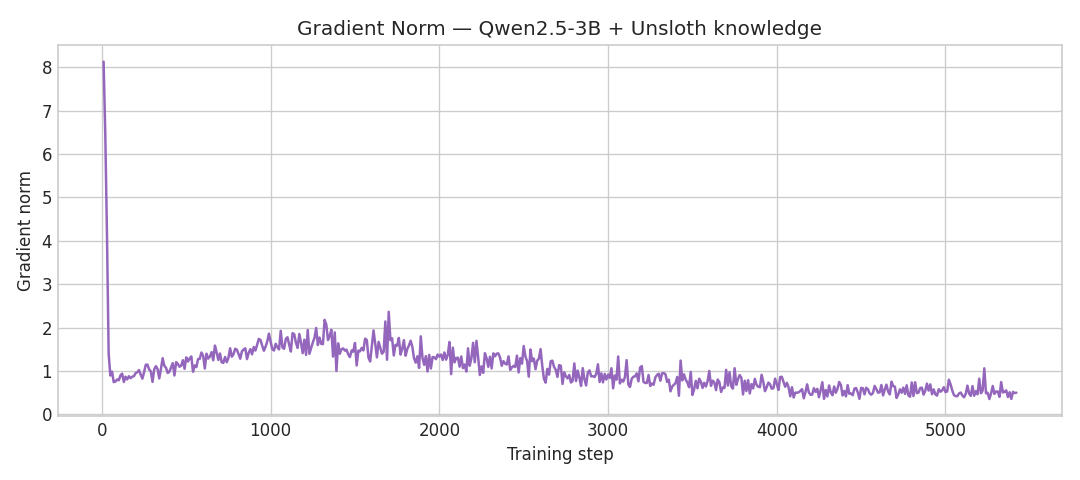 Gradient Norm — Qwen2.5-3B + Unsloth knowledge
8
7
6
5
4
3
2
1
0
Gradient norm
0 1000 2000 3000 4000 5000
Training step